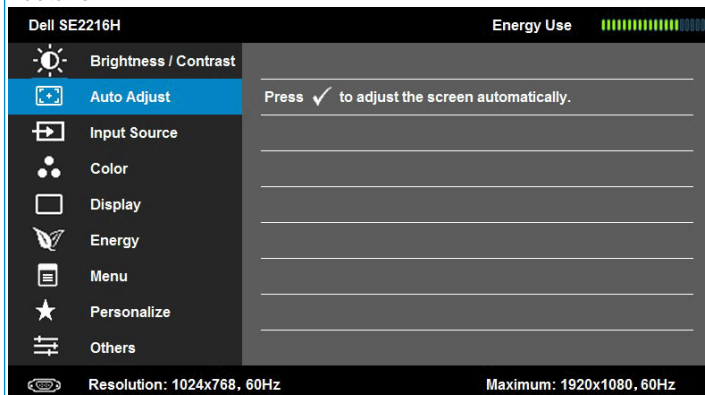 Dell SE2216H Energy Use
Brightness / Contrast
Auto Adjust Press ✓ to adjust the screen automatically.
Input Source
Color
Display
Energy
Menu
Personalize
Others
Resolution: 1024x768, 60Hz Maximum: 1920x1080, 60Hz